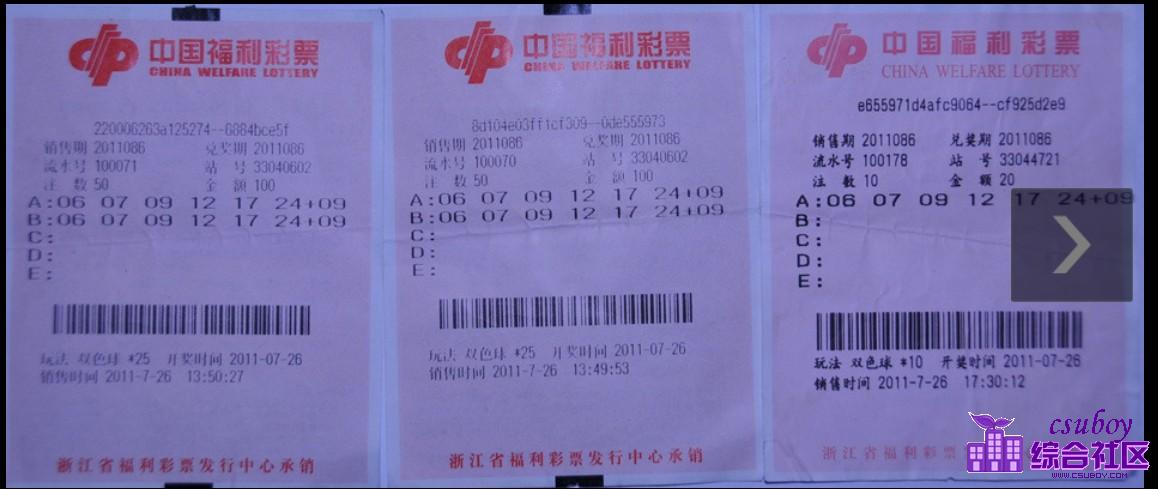 中国福利彩票
CHINA WELFARE LOTTERY
220006263a125274--6884bce5f
销售期 2011086 兑奖期 2011086
流水号 100071 站 号 33040602
注 数 50 金 额 100
A:06 07 09 12 17 24+09
B:06 07 09 12 17 24+09
C:
D:
E:
玩法 双色球 *25 开奖时间 2011-07-26
销售时间 2011-7-26 13:50:27
浙江省福利彩票发行中心承销
中国福利彩票
CHINA WELFARE LOTTERY
8d104e03ff1cf309--0de555973
销售期 2011086 兑奖期 2011086
流水号 100070 站 号 33040602
注 数 50 金 额 100
A:06 07 09 12 17 24+09
B:06 07 09 12 17 24+09
C:
D:
E:
玩法 双色球 *25 开奖时间 2011-07-26
销售时间 2011-7-26 13:49:53
浙江省福利彩票发行中心承销
中国福利彩票
CHINA WELFARE LOTTERY
e655971d4afc9064--cf925d2e9
销售期 2011086 兑奖期 2011086
流水号 100178 站 号 33044721
注 数 10 金 额 20
A:06 07 09 12 17 24+09
B:
C:
D:
E:
玩法 双色球 *10 开奖时间 2011-07-26
销售时间 2011-7-26 17:30:12
浙江省福利彩票发行中心承销
csuboy
综合社区
WWW.CSUBOY.COM